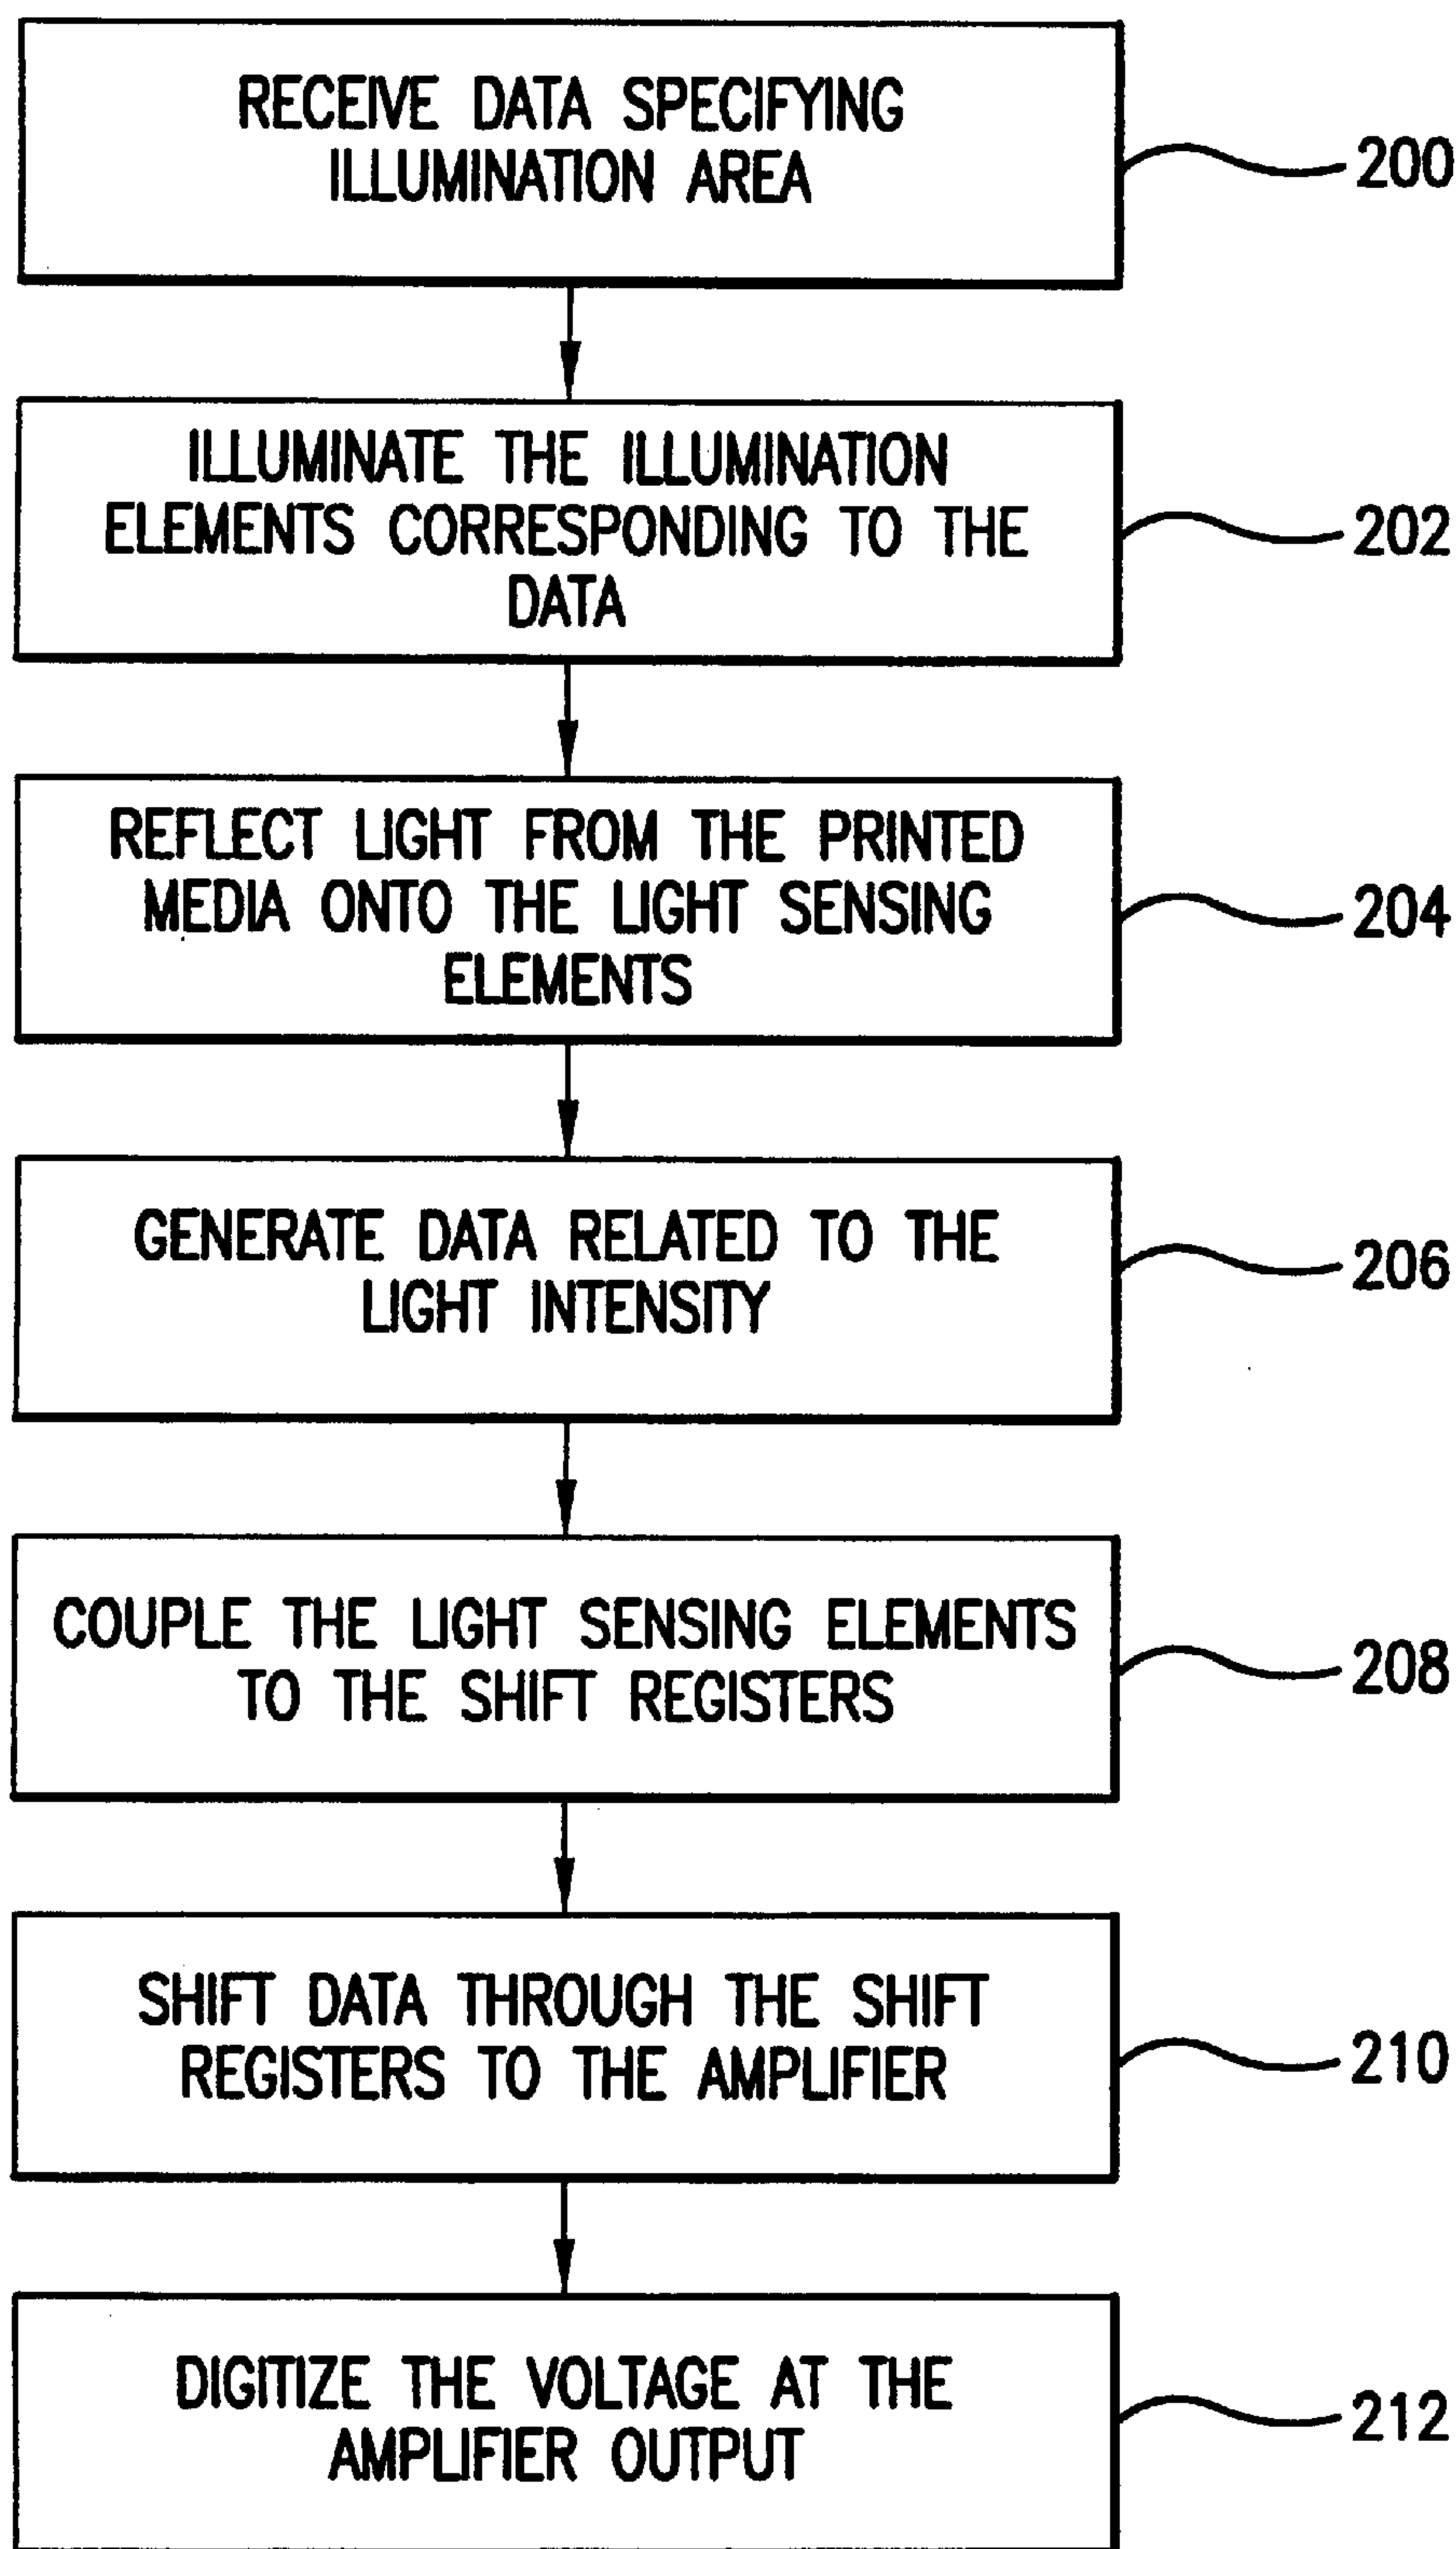 RECEIVE DATA SPECIFYING
ILLUMINATION AREA
200
ILLUMINATE THE ILLUMINATION
ELEMENTS CORRESPONDING TO THE
DATA
202
REFLECT LIGHT FROM THE PRINTED
MEDIA ONTO THE LIGHT SENSING
ELEMENTS
204
GENERATE DATA RELATED TO THE
LIGHT INTENSITY
206
COUPLE THE LIGHT SENSING ELEMENTS
TO THE SHIFT REGISTERS
208
SHIFT DATA THROUGH THE SHIFT
REGISTERS TO THE AMPLIFIER
210
DIGITIZE THE VOLTAGE AT THE
AMPLIFIER OUTPUT
212